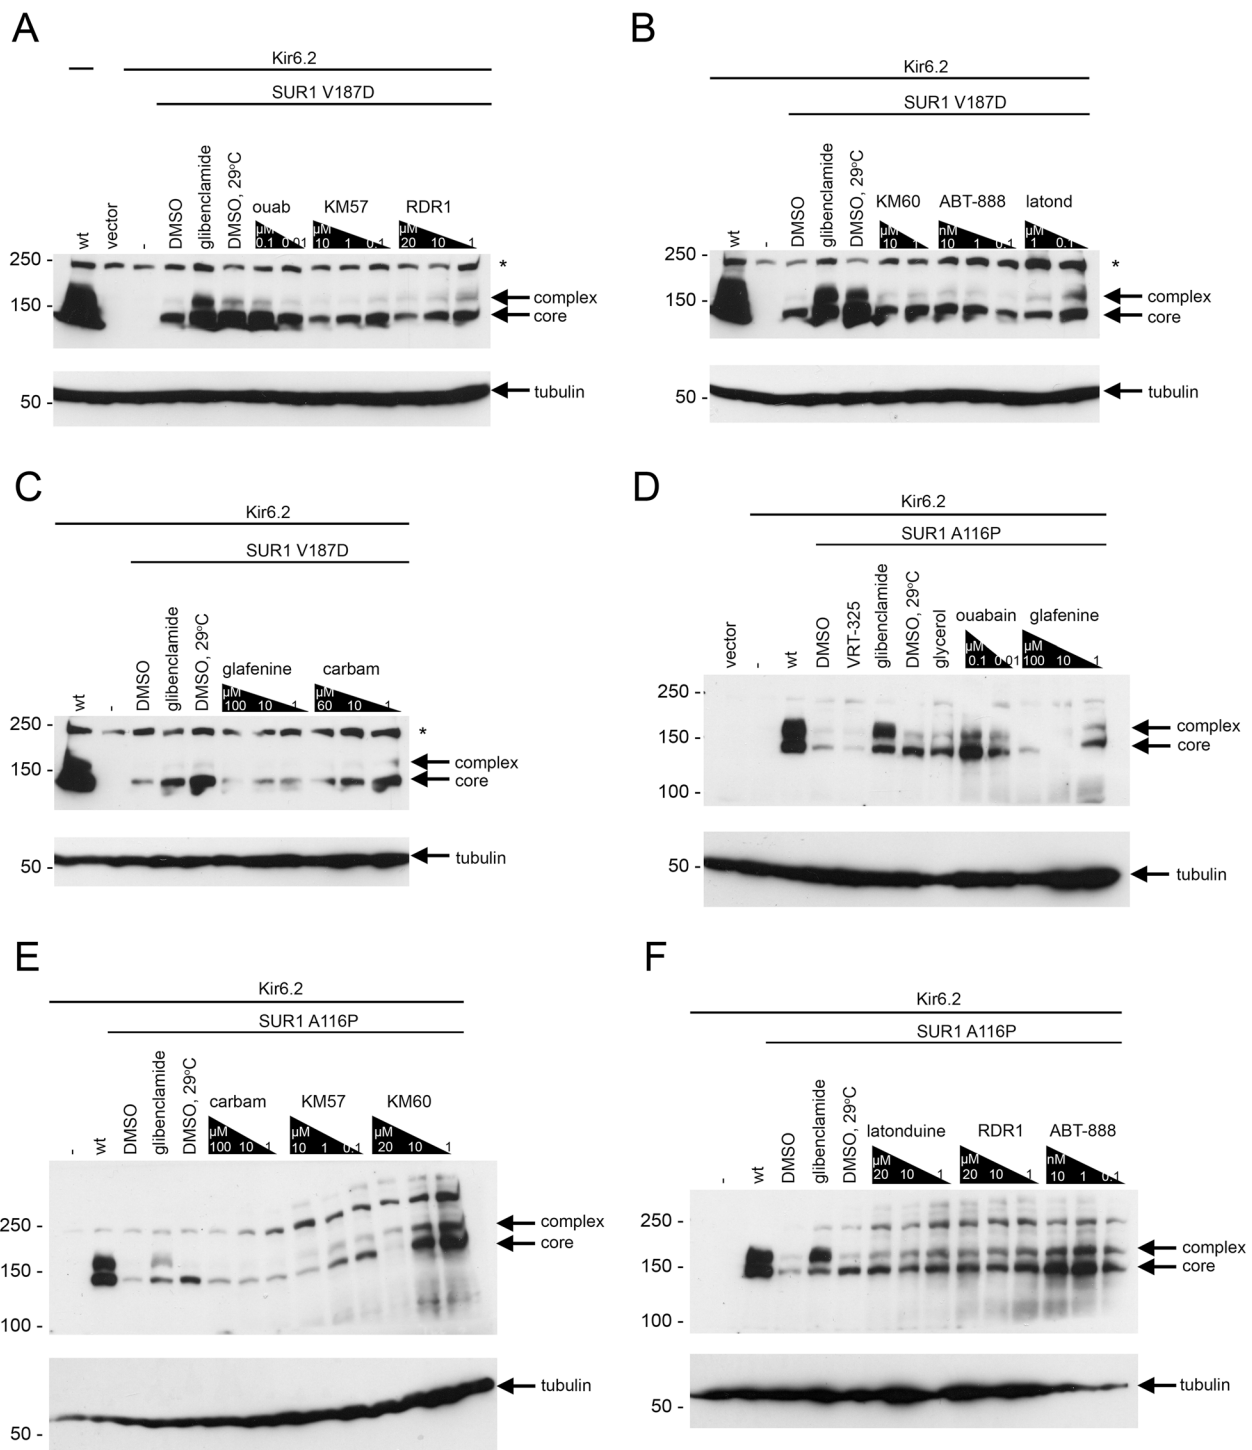 A
Kir6.2
SUR1 V187D
wt
vector
-
DMSO
glibenclamide
DMSO, 29°C
ouab
KM57
RDR1
µM
0.1 0.01
µM
10 1 0.1
µM
20 10 1
250 -
*
150 -
complex
core
50 -
tubulin
B
Kir6.2
SUR1 V187D
wt
-
DMSO
glibenclamide
DMSO, 29°C
KM60
ABT-888
latond
µM
10 1
nM
10 1 0.1
µM
1 0.1
250 -
*
150 -
complex
core
50 -
tubulin
C
Kir6.2
SUR1 V187D
wt
-
DMSO
glibenclamide
DMSO, 29°C
glafenine
carbam
µM
100 10 1
µM
60 10 1
250 -
*
150 -
complex
core
50 -
tubulin
D
Kir6.2
SUR1 A116P
vector
-
wt
DMSO
VRT-325
glibenclamide
DMSO, 29°C
glycerol
ouabain
glafenine
µM
0.1 0.01
µM
100 10 1
250 -
150 -
100 -
complex
core
50 -
tubulin
E
Kir6.2
SUR1 A116P
-
wt
DMSO
glibenclamide
DMSO, 29°C
carbam
KM57
KM60
µM
100 10 1
µM
10 1 0.1
µM
20 10 1
250 -
150 -
100 -
complex
core
50 -
tubulin
F
Kir6.2
SUR1 A116P
-
wt
DMSO
glibenclamide
DMSO, 29°C
latonduine
RDR1
ABT-888
µM
20 10 1
µM
20 10 1
nM
10 1 0.1
250 -
150 -
100 -
complex
core
50 -
tubulin